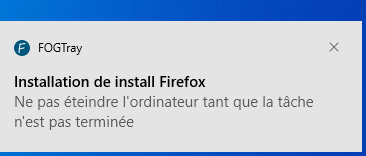 FOGTray
Installation de install Firefox
Ne pas éteindre l'ordinateur tant que la tâche
n'est pas terminée